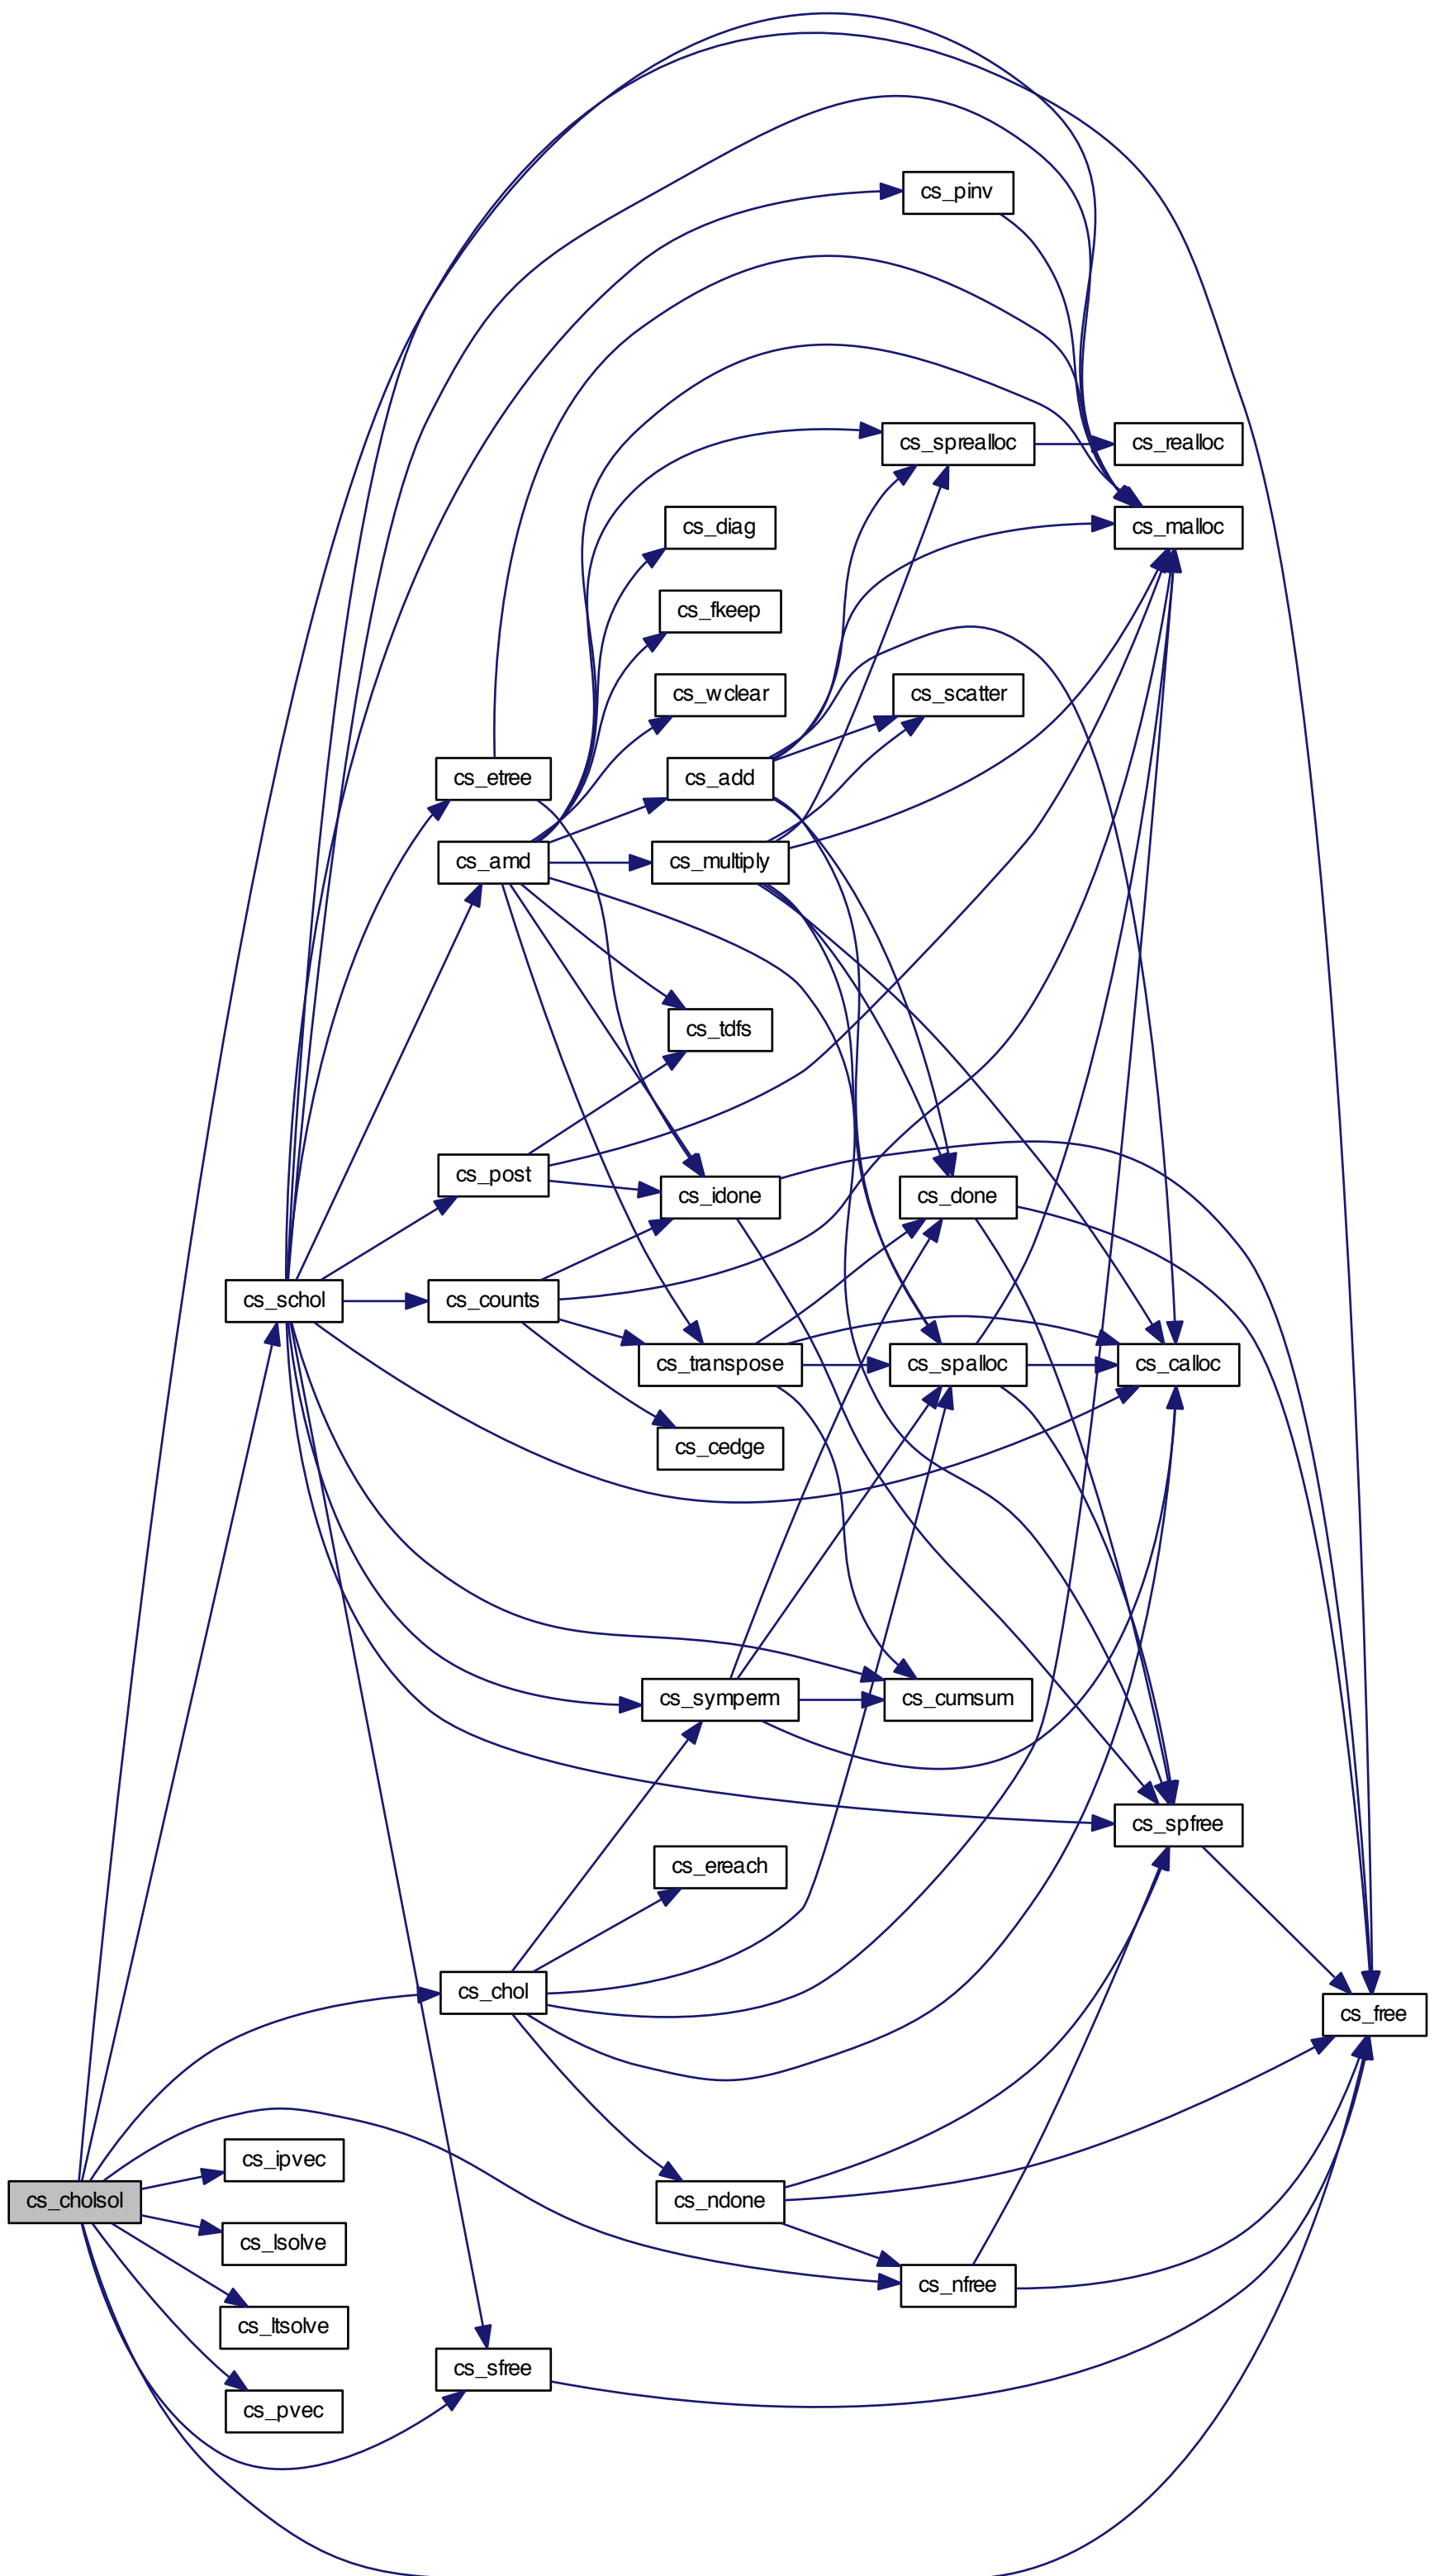 cs_pinv
cs_sprealloc
cs_realloc
cs_diag
cs_malloc
cs_fkeep
cs_wclear
cs_scatter
cs_etree
cs_add
cs_amd
cs_multiply
cs_tdfs
cs_post
cs_idone
cs_done
cs_schol
cs_counts
cs_transpose
cs_spalloc
cs_calloc
cs_cedge
cs_symperm
cs_cumsum
cs_spfree
cs_ereach
cs_chol
cs_free
cs_ipvec
cs_cholsol
cs_ndone
cs_lsolve
cs_nfree
cs_ltsolve
cs_sfree
cs_pvec